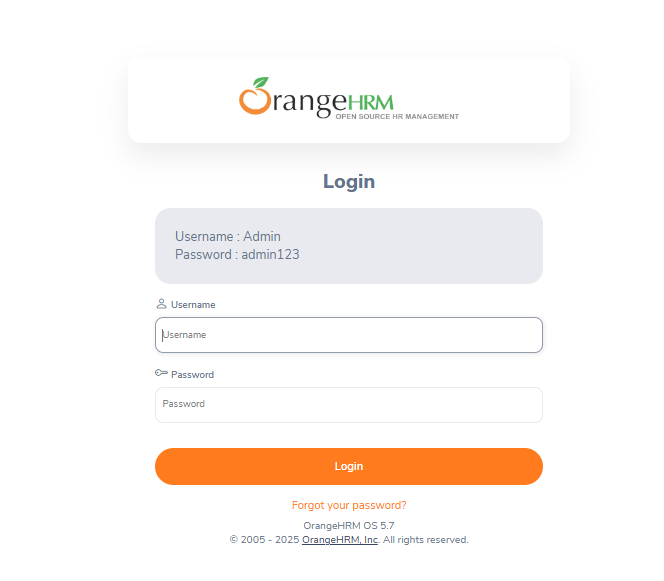 OrangeHRM
OPEN SOURCE HR MANAGEMENT
Login
Username : Admin
Password : admin123
Username
Username
Password
Password
Login
Forgot your password?
OrangeHRM OS 5.7
© 2005 - 2025 OrangeHRM, Inc. All rights reserved.